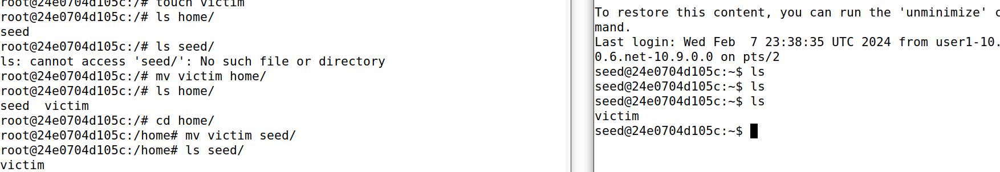 root@24e0704d105c:/# touch victim
root@24e0704d105c:/# ls home/
seed
root@24e0704d105c:/# ls seed/
ls: cannot access 'seed/': No such file or directory
root@24e0704d105c:/# mv victim home/
root@24e0704d105c:/# ls home/
seed  victim
root@24e0704d105c:/# cd home/
root@24e0704d105c:/home# mv victim seed/
root@24e0704d105c:/home# ls seed/
victim
To restore this content, you can run the 'unminimize' c
mand.
Last login: Wed Feb  7 23:38:35 UTC 2024 from user1-10.
0.6.net-10.9.0.0 on pts/2
seed@24e0704d105c:~$ ls
seed@24e0704d105c:~$ ls
seed@24e0704d105c:~$ ls
victim
seed@24e0704d105c:~$